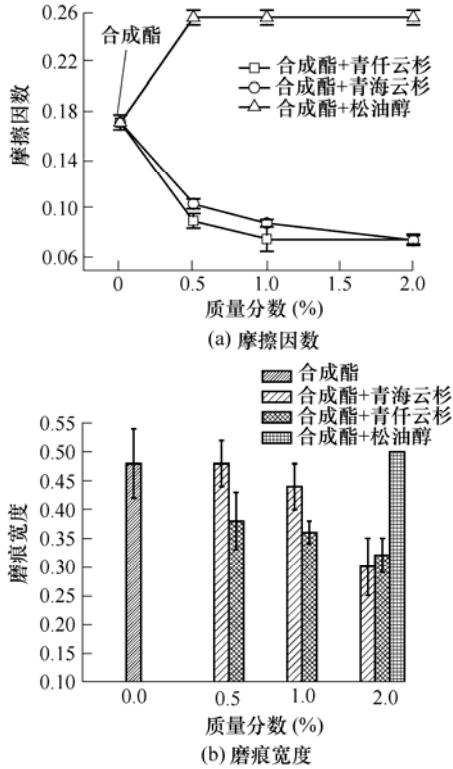 0.26
0.18
0.14
0.10
0.06
摩擦因数
合成酯
合成酯+青仟云杉
合成酯+青海云杉
合成酯+松油醇
0 0.5 1.0 1.5 2.0
质量分数 (%)
(a) 摩擦因数
合成酯
合成酯+青海云杉
合成酯+青仟云杉
合成酯+松油醇
0.55
0.50
0.45
0.40
0.35
0.30
0.25
0.20
0.15
0.10
磨痕宽度
0.0 0.5 1.0 2.0
质量分数 (%)
(b) 磨痕宽度